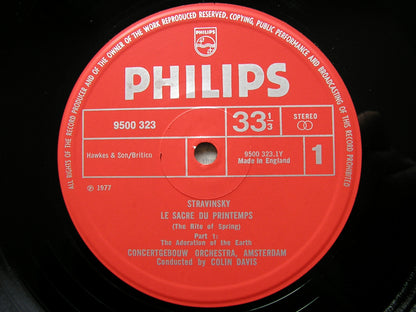 ALL RIGHTS OF THE RECORD PRODUCER AND OF THE OWNER OF THE WORK REPRODUCED RESERVED. COPYING, PUBLIC PERFORMANCE AND BROADCASTING OF THIS RECORD PROHIBITED
PHILIPS
PHILIPS
9500 323
33 1/3
STEREO
Hawkes & Son/Britico
9500 323.1Y
Made in England
1
℗ 1977
STRAVINSKY
LE SACRE DU PRINTEMPS
(The Rite of Spring)
Part 1:
The Adoration of the Earth
CONCERTGEBOUW ORCHESTRA, AMSTERDAM
Conducted by COLIN DAVIS